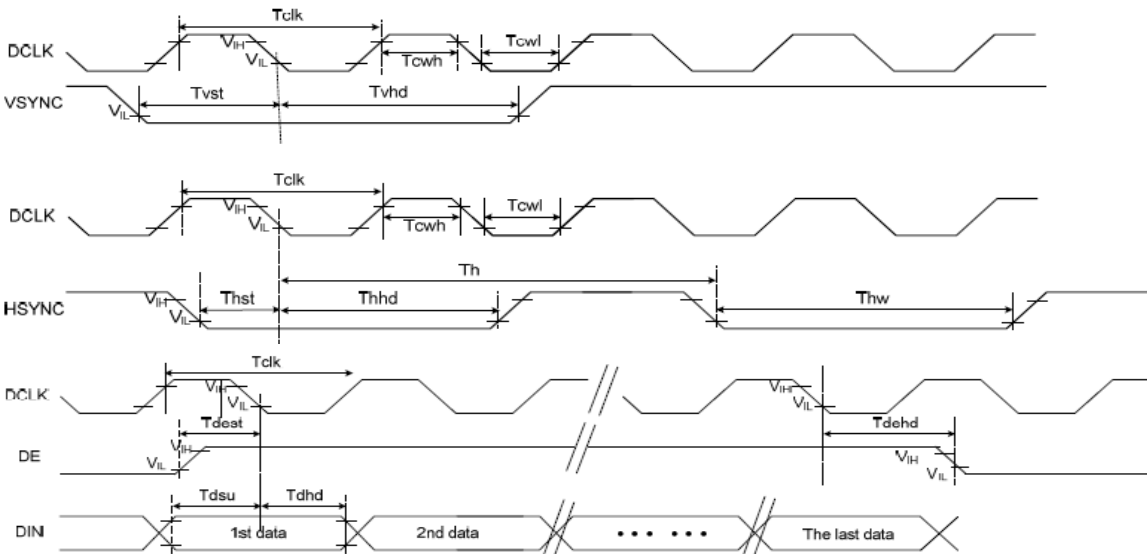 Tclk
DCLK VIH VIL Tcwh Tcwl
VSYNC VIL Tvst Tvhd
Tclk
DCLK VIH VIL Tcwh Tcwl
Th
HSYNC VIH VIL Thst Thhd Thw
Tclk
DCLK VIH VIL VIH VIL
Tdest Tdehd
DE VIL VIH VIH VIL
Tdsu Tdhd
DIN 1st data 2nd data ••• ••• The last data